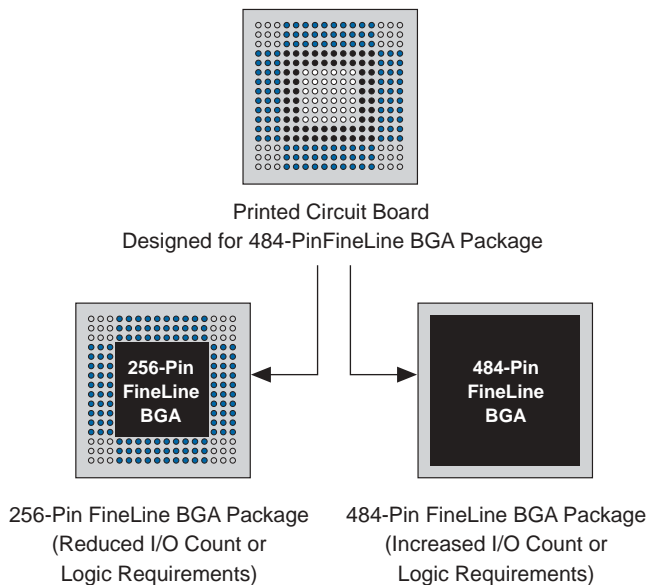 Printed Circuit Board
Designed for 484-PinFineLine BGA Package
256-Pin
FineLine
BGA
484-Pin
FineLine
BGA
256-Pin FineLine BGA Package
(Reduced I/O Count or
Logic Requirements)
484-Pin FineLine BGA Package
(Increased I/O Count or
Logic Requirements)